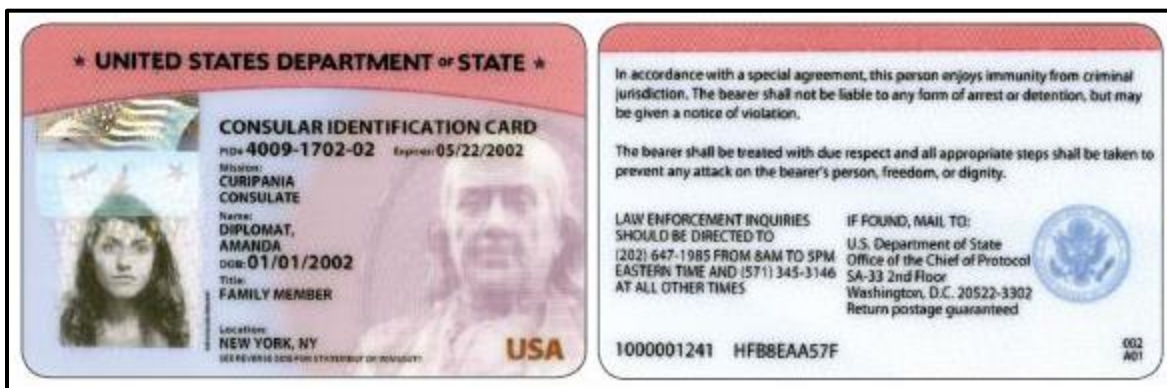 ★ UNITED STATES DEPARTMENT OF STATE ★
CONSULAR IDENTIFICATION CARD
PID# 4009-1702-02 Expires: 05/22/2002
Mission:
CURIPANIA
CONSULATE
Name:
DIPLOMAT,
AMANDA
DOB: 01/01/2002
Title:
FAMILY MEMBER
Location:
NEW YORK, NY
SEE REVERSE SIDE FOR STATEMENT OF IMMUNITY
USA
In accordance with a special agreement, this person enjoys immunity from criminal
jurisdiction. The bearer shall not be liable to any form of arrest or detention, but may
be given a notice of violation.
The bearer shall be treated with due respect and all appropriate steps shall be taken to
prevent any attack on the bearer's person, freedom, or dignity.
LAW ENFORCEMENT INQUIRIES
SHOULD BE DIRECTED TO
(202) 647-1985 FROM 8AM TO 5PM
EASTERN TIME AND (571) 345-3146
AT ALL OTHER TIMES
IF FOUND, MAIL TO:
U.S. Department of State
Office of the Chief of Protocol
SA-33 2nd Floor
Washington, D.C. 20522-3302
Return postage guaranteed
1000001241 HFB8EAA57F
002
A01